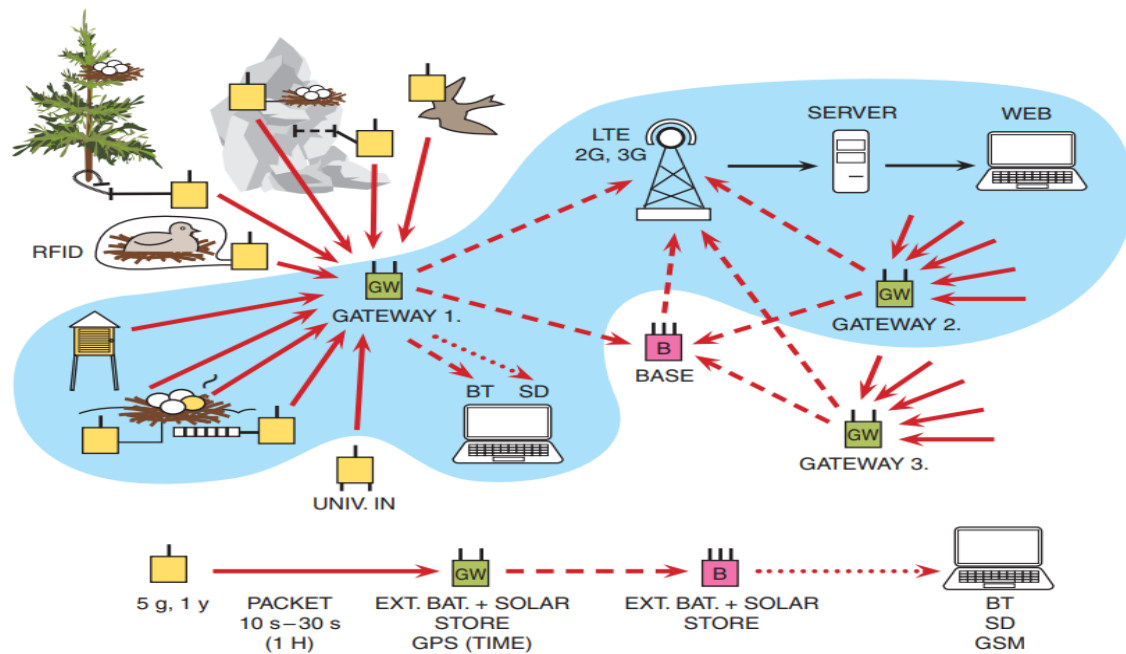 LTE
2G, 3G
SERVER
WEB
RFID
GW
GATEWAY 1.
GW
GATEWAY 2.
B
BASE
BT SD
GW
GATEWAY 3.
UNIV. IN
GW
B
5 g, 1 y
PACKET
10 s–30 s
(1 H)
EXT. BAT. + SOLAR
STORE
GPS (TIME)
EXT. BAT. + SOLAR
STORE
BT
SD
GSM